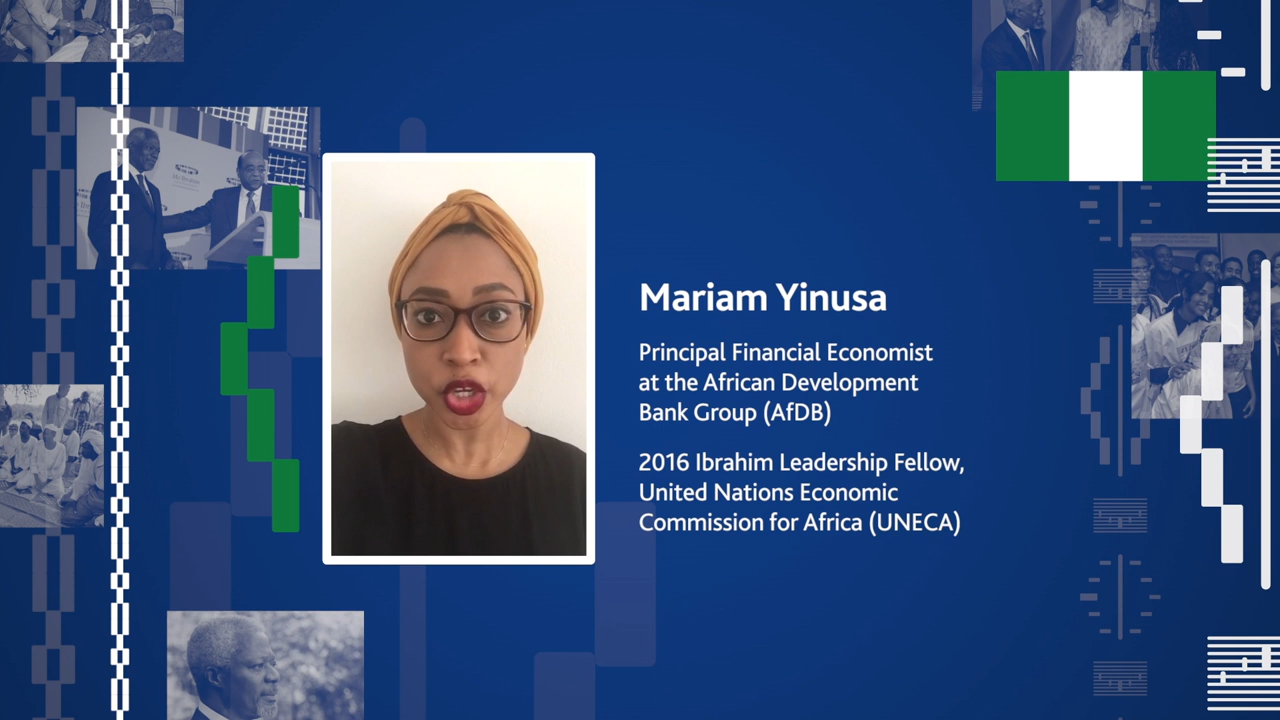 Mariam Yinusa
Principal Financial Economist
at the African Development
Bank Group (AfDB)
2016 Ibrahim Leadership Fellow,
United Nations Economic
Commission for Africa (UNECA)